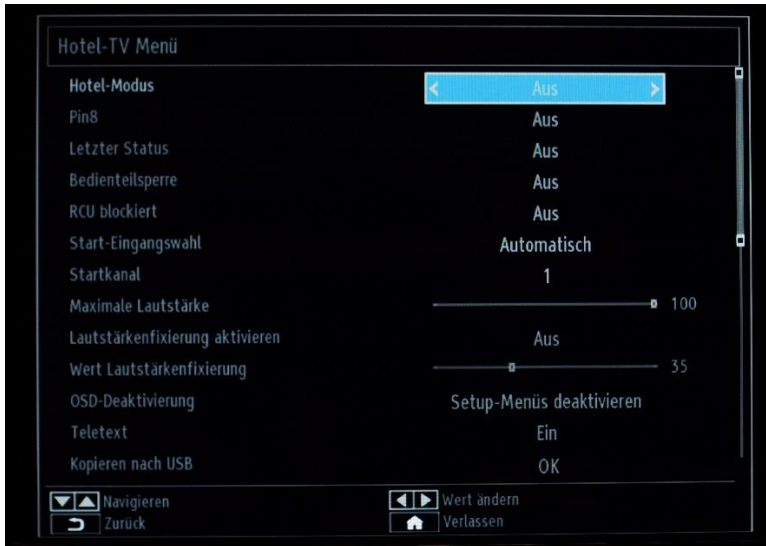 Hotel-TV Menü
Hotel-Modus < Aus >
Pin8 Aus
Letzter Status Aus
Bedienteilsperre Aus
RCU blockiert Aus
Start-Eingangswahl Automatisch
Startkanal 1
Maximale Lautstärke 100
Lautstärkenfixierung aktivieren Aus
Wert Lautstärkenfixierung 35
OSD-Deaktivierung Setup-Menüs deaktivieren
Teletext Ein
Kopieren nach USB OK
Navigieren Wert ändern
Zurück Verlassen